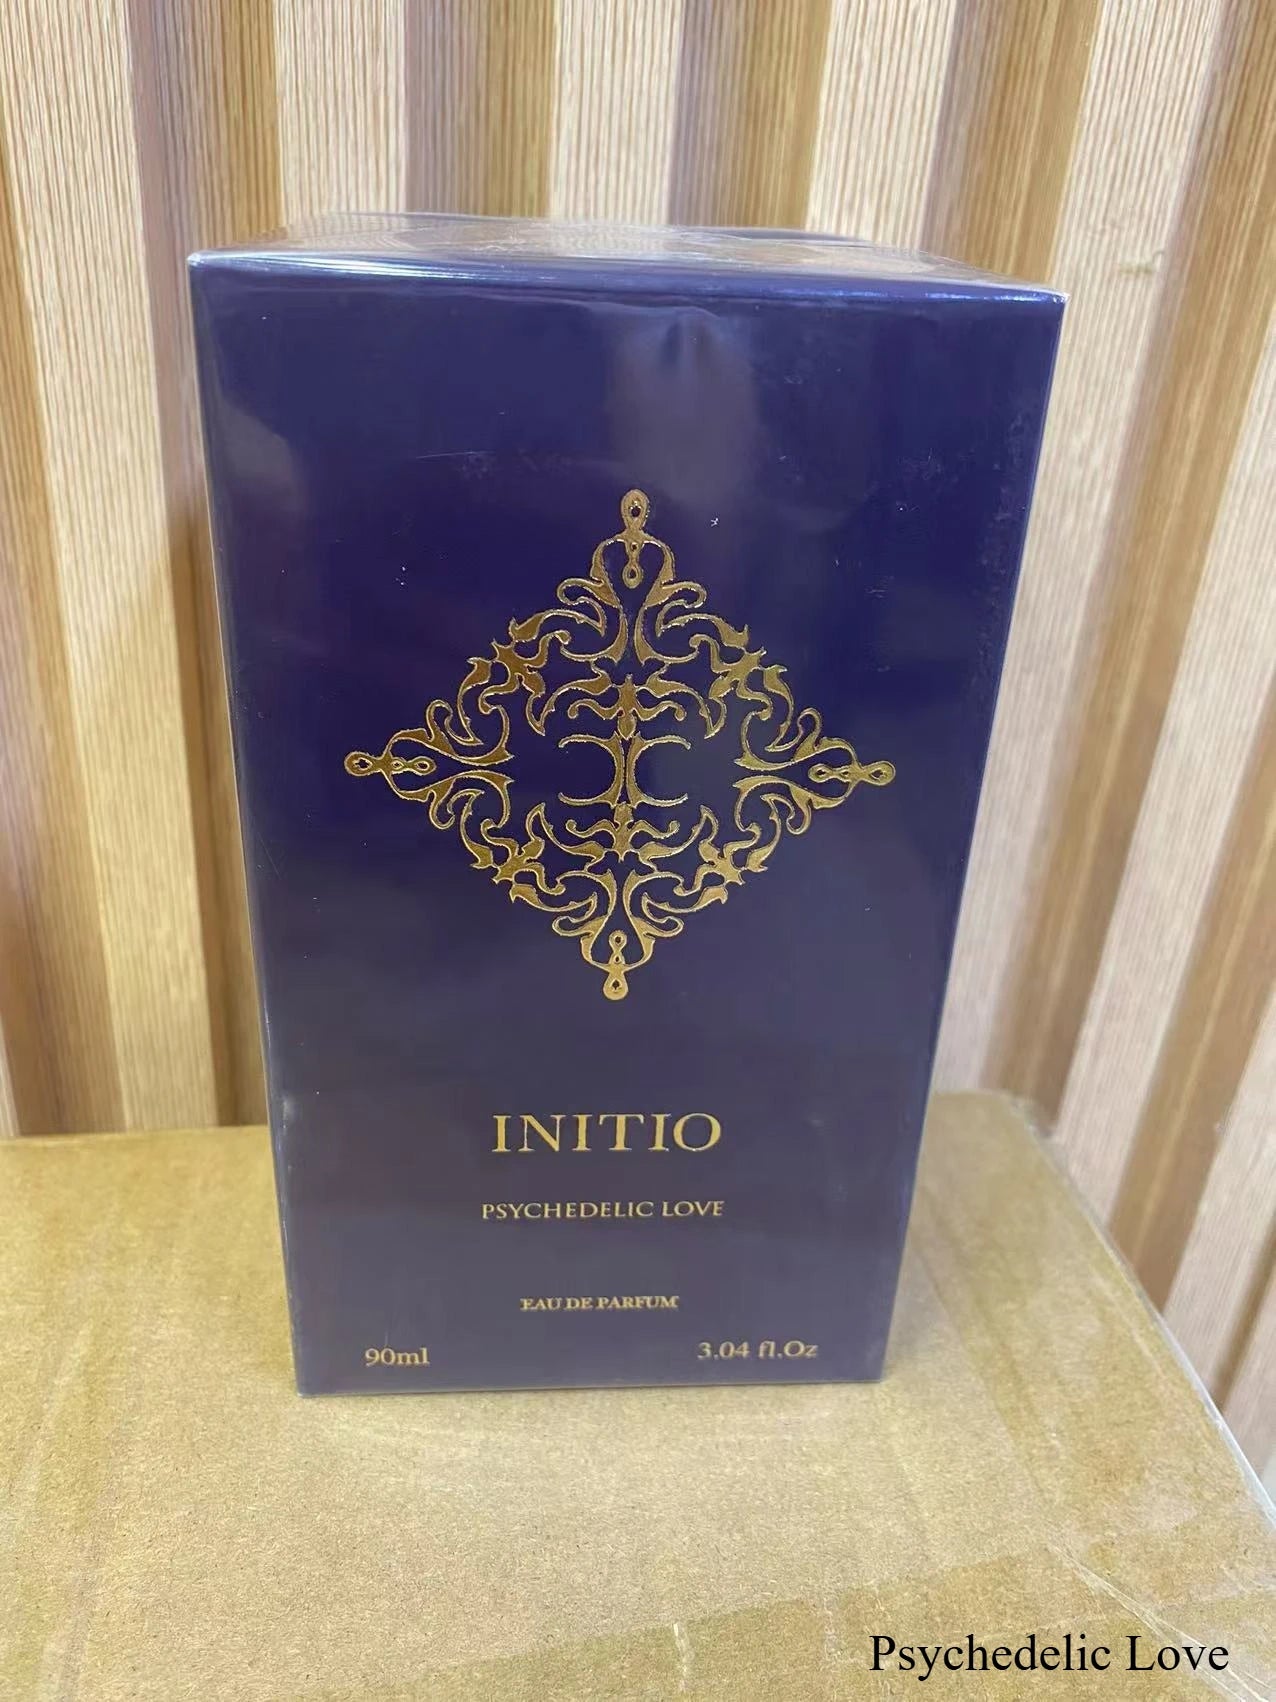 INITIO
PSYCHEDELIC LOVE
EAU DE PARFUM
90ml 3.04 fl.Oz
Psychedelic Love